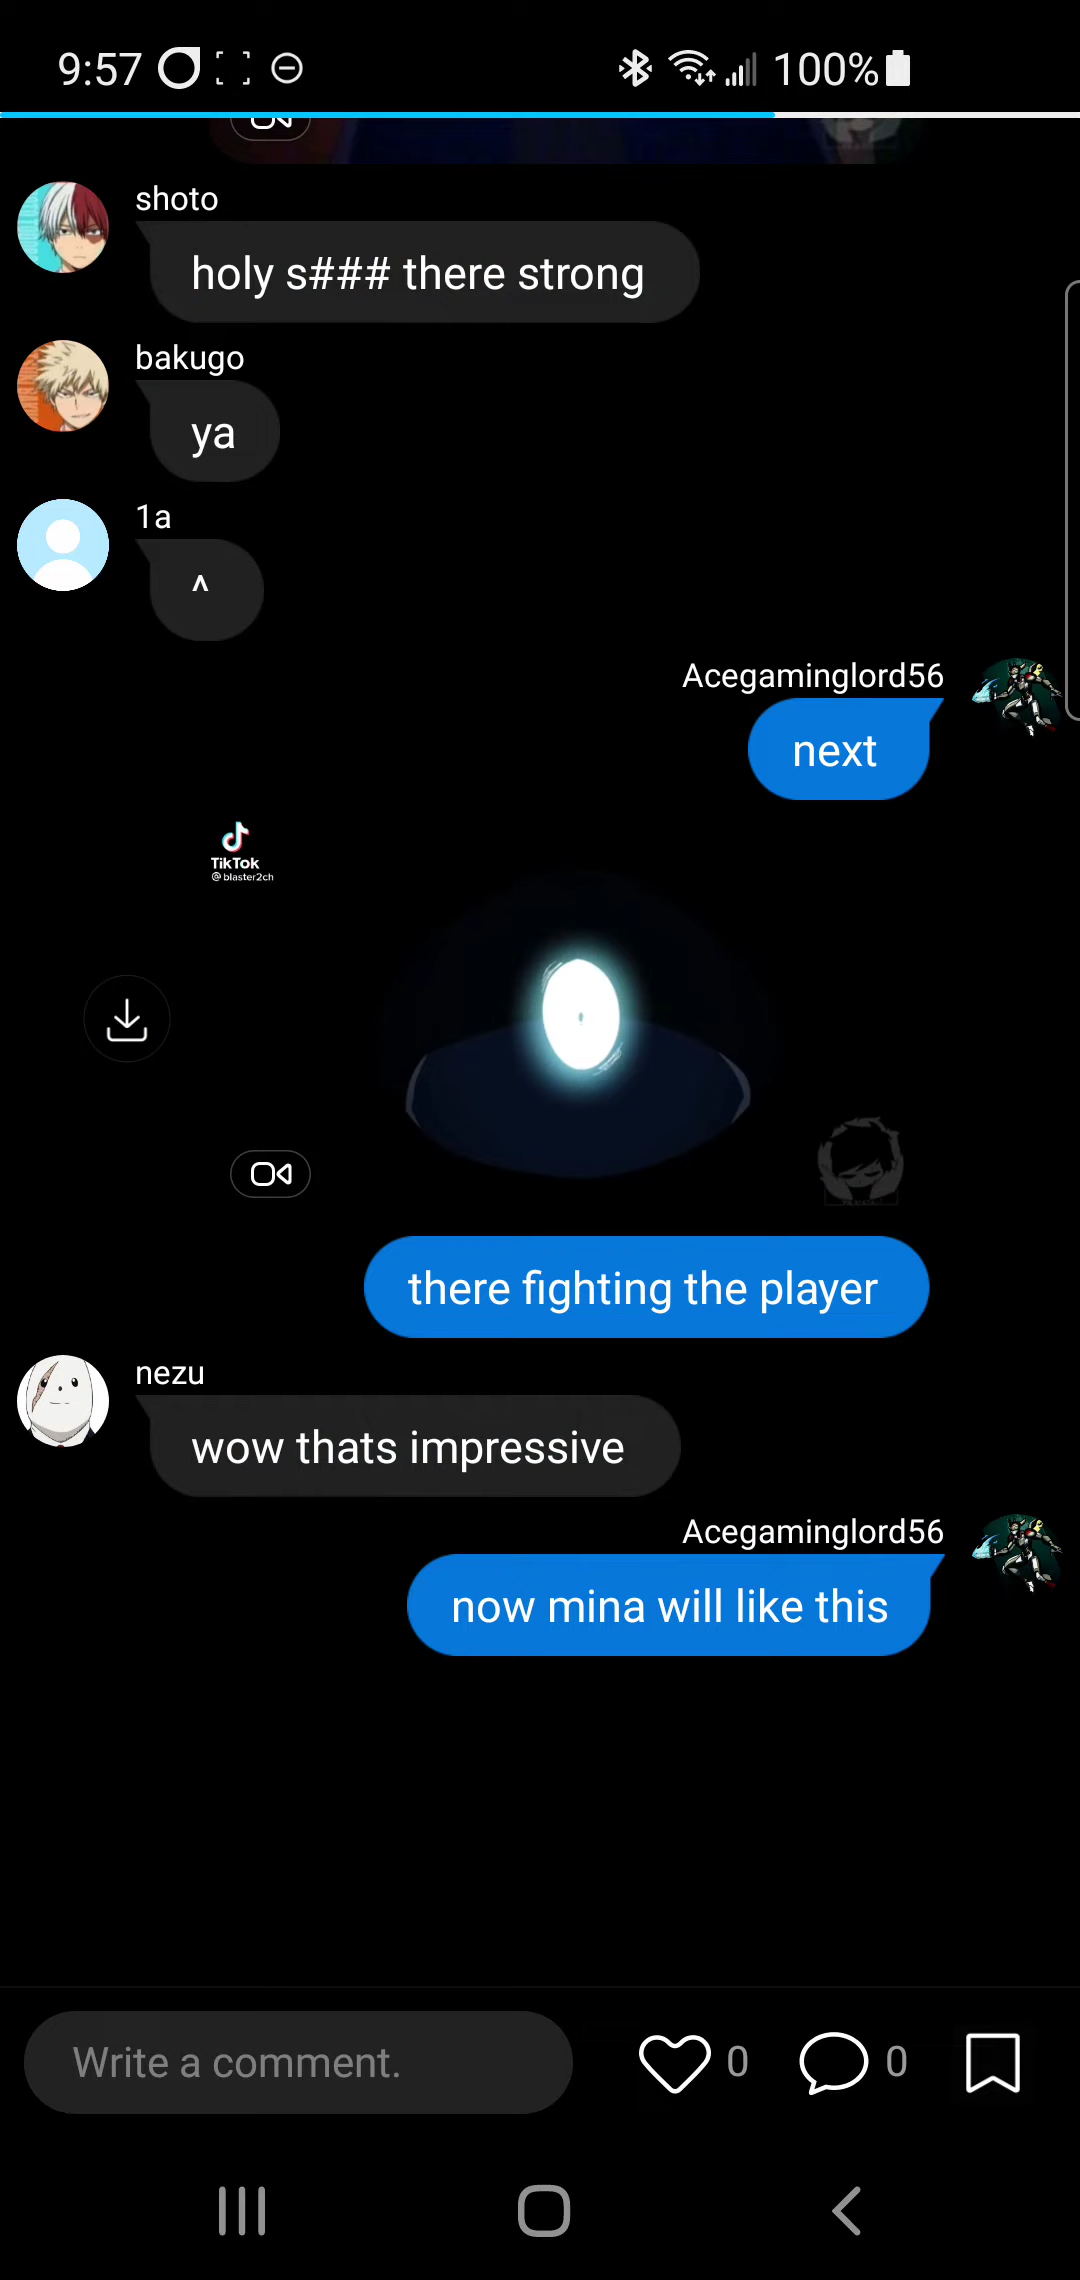 9:57 100%
shoto
holy s### there strong
bakugo
ya
1a
^
Acegaminglord56
next
TikTok
@blaster2ch
there fighting the player
nezu
wow thats impressive
Acegaminglord56
now mina will like this
Write a comment. 0 0